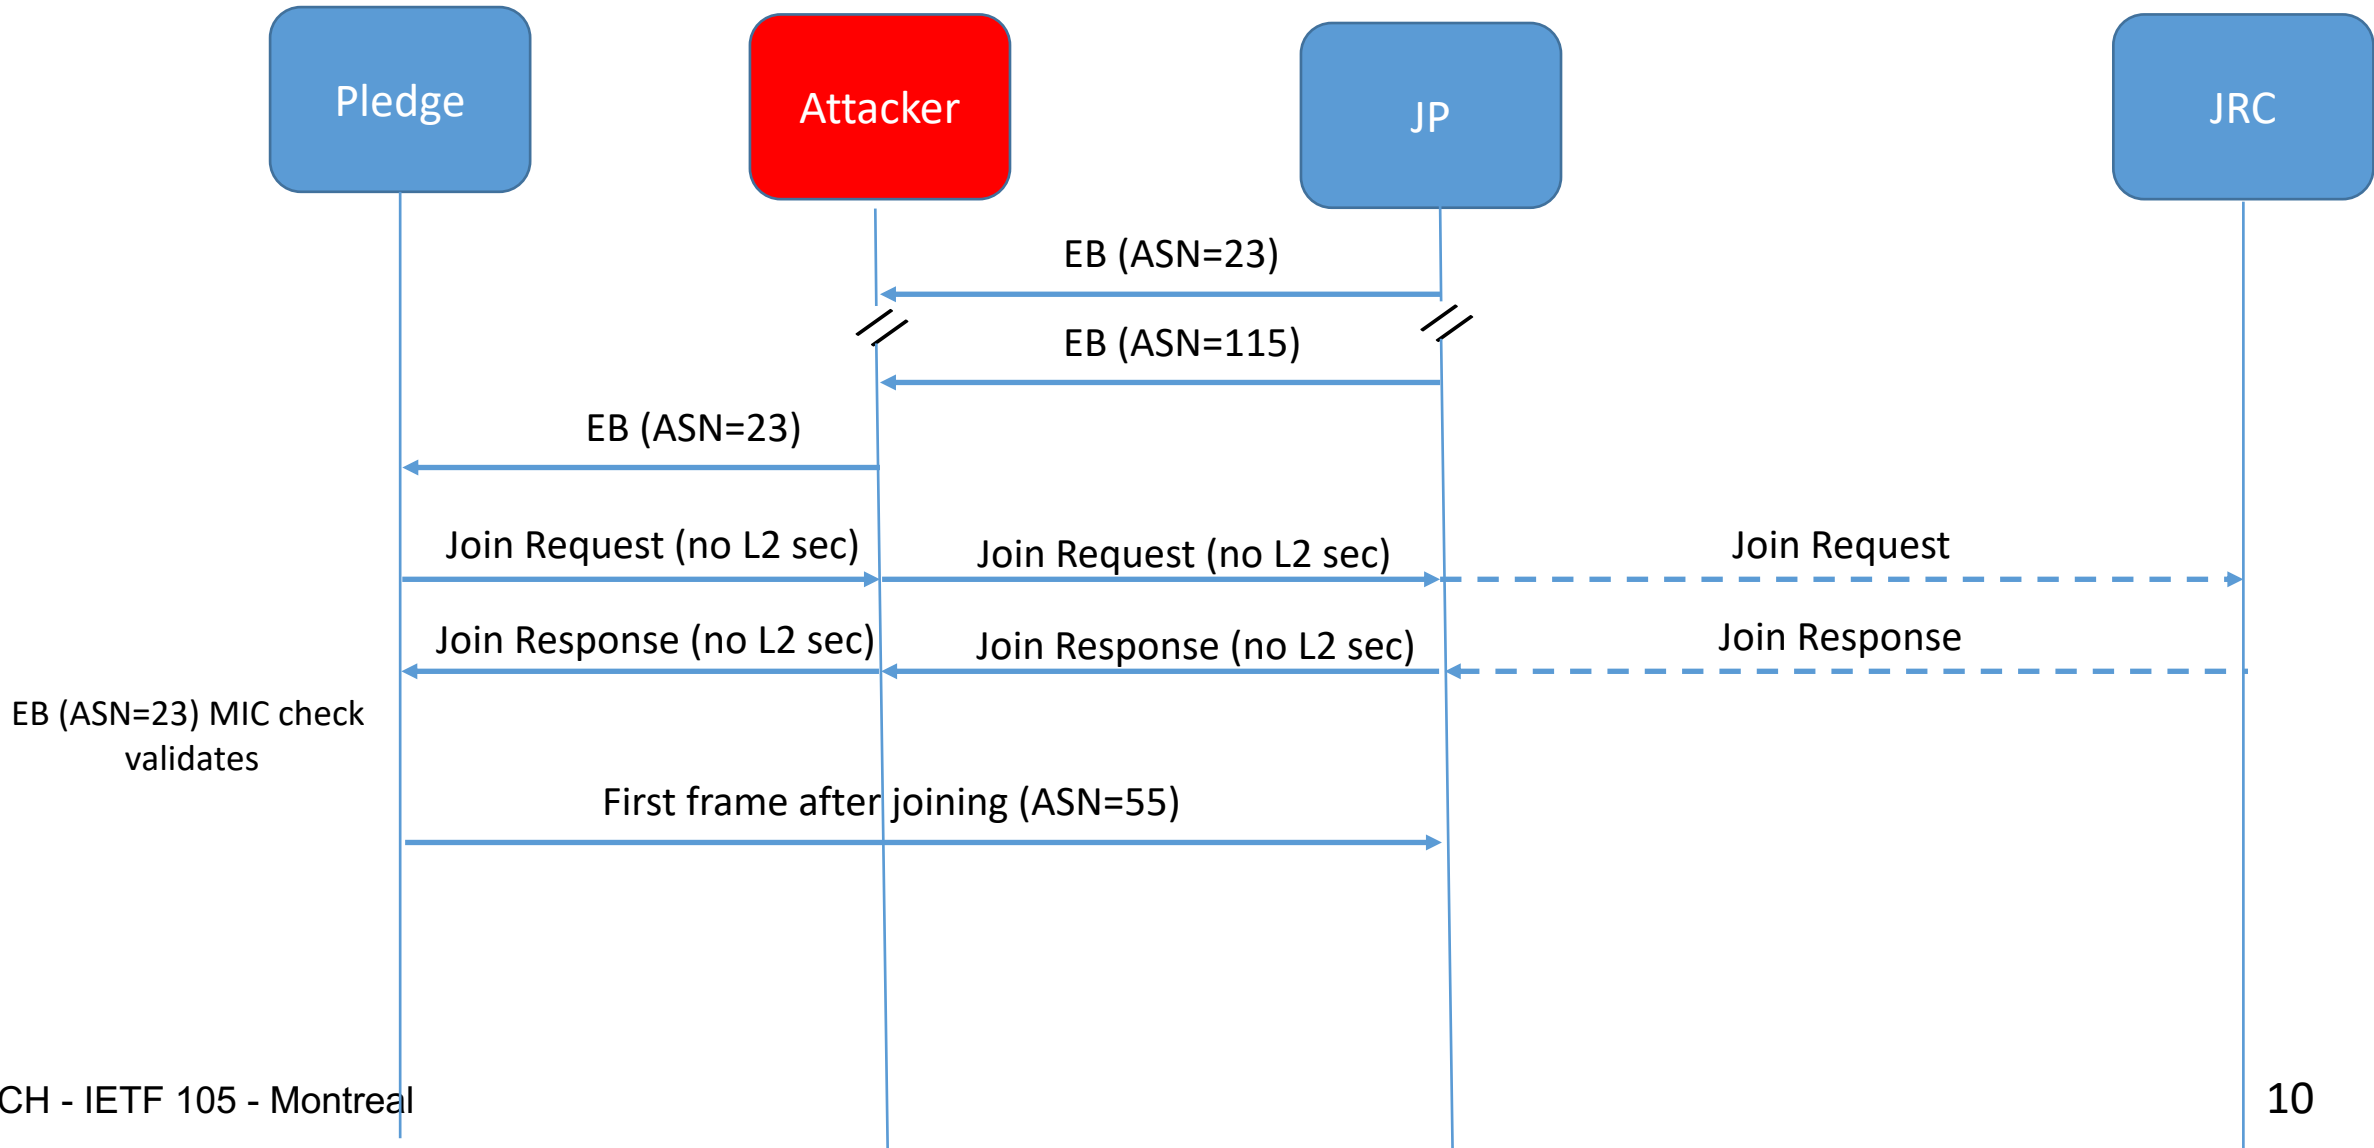 Pledge
Attacker
JP
JRC
EB (ASN=23)
EB (ASN=115)
EB (ASN=23)
Join Request (no L2 sec)
Join Request (no L2 sec)
Join Request
Join Response (no L2 sec)
Join Response (no L2 sec)
Join Response
EB (ASN=23) MIC check
validates
First frame after joining (ASN=55)
CH - IETF 105 - Montreal
10